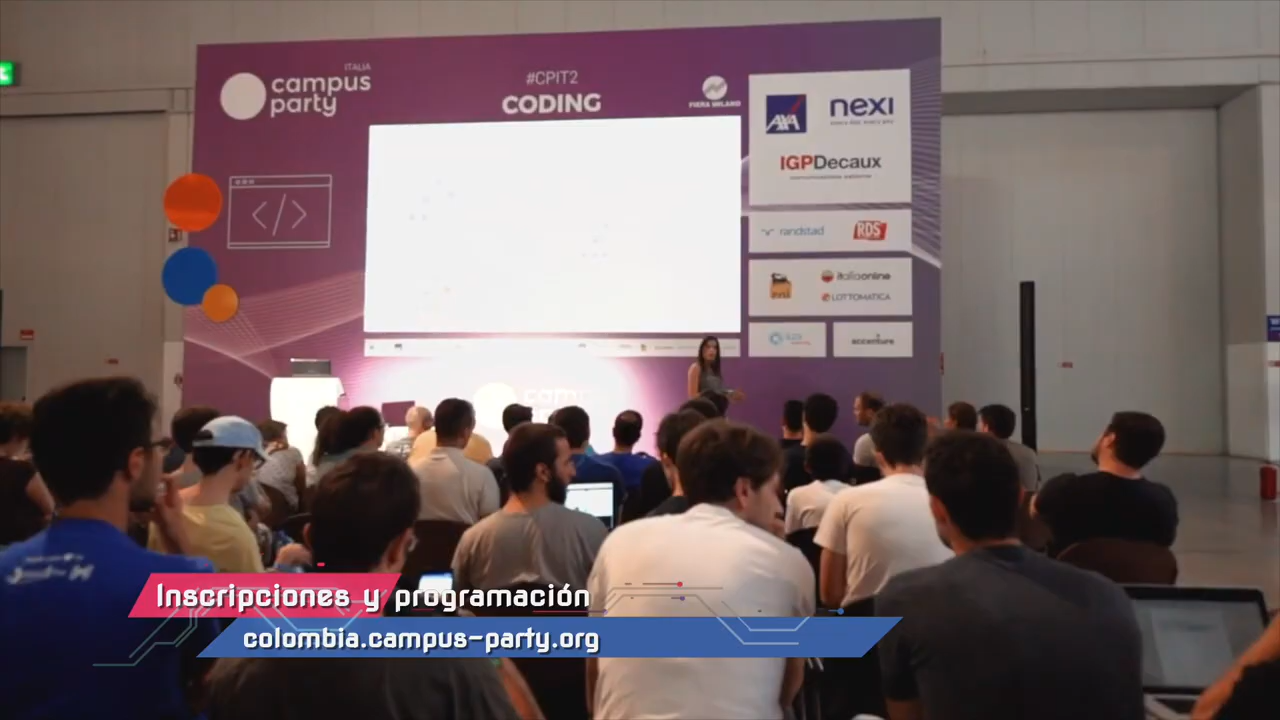 ITALIA
campus
party
#CPIT2
CODING
FIERA MILANO
AXA
nexi
IGPDecaux
randstad
RDS
italiaonline
LOTTOMATICA
accenture
</>
Inscripciones y programación
colombia.campus-party.org